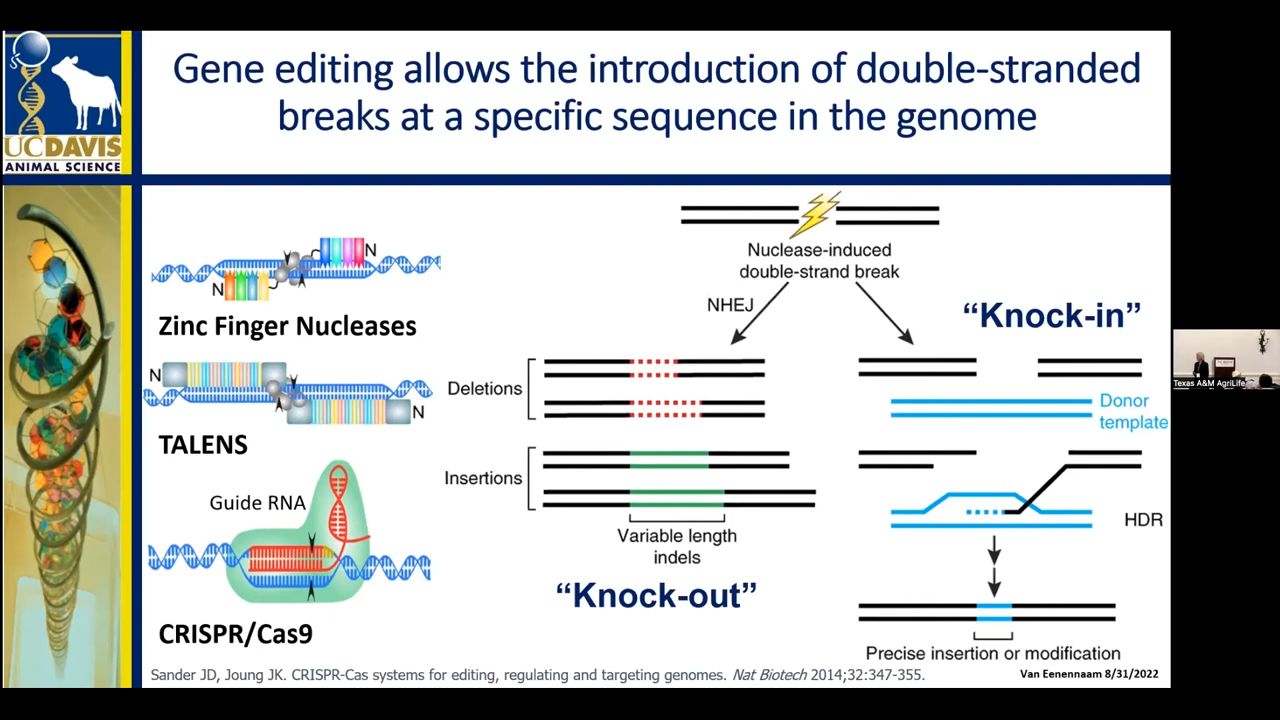 Gene editing allows the introduction of double-stranded
breaks at a specific sequence in the genome
UCDAVIS
ANIMAL SCIENCE
N
N
Zinc Finger Nucleases
N
N
TALENS
Guide RNA
CRISPR/Cas9
Nuclease-induced
double-strand break
NHEJ
Deletions
Insertions
Variable length
indels
“Knock-out”
“Knock-in”
Donor
template
HDR
Precise insertion or modification
Sander JD, Joung JK. CRISPR-Cas systems for editing, regulating and targeting genomes. Nat Biotech 2014;32:347-355.
Van Eenennaam 8/31/2022
Texas A&M AgriLife